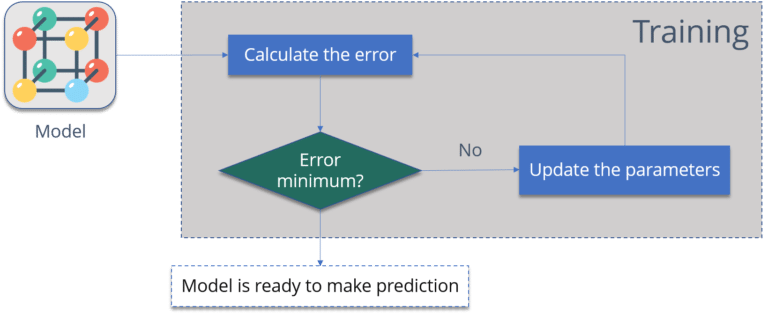 Training
Calculate the error
Model
Error
minimum?
No
Update the parameters
Model is ready to make prediction